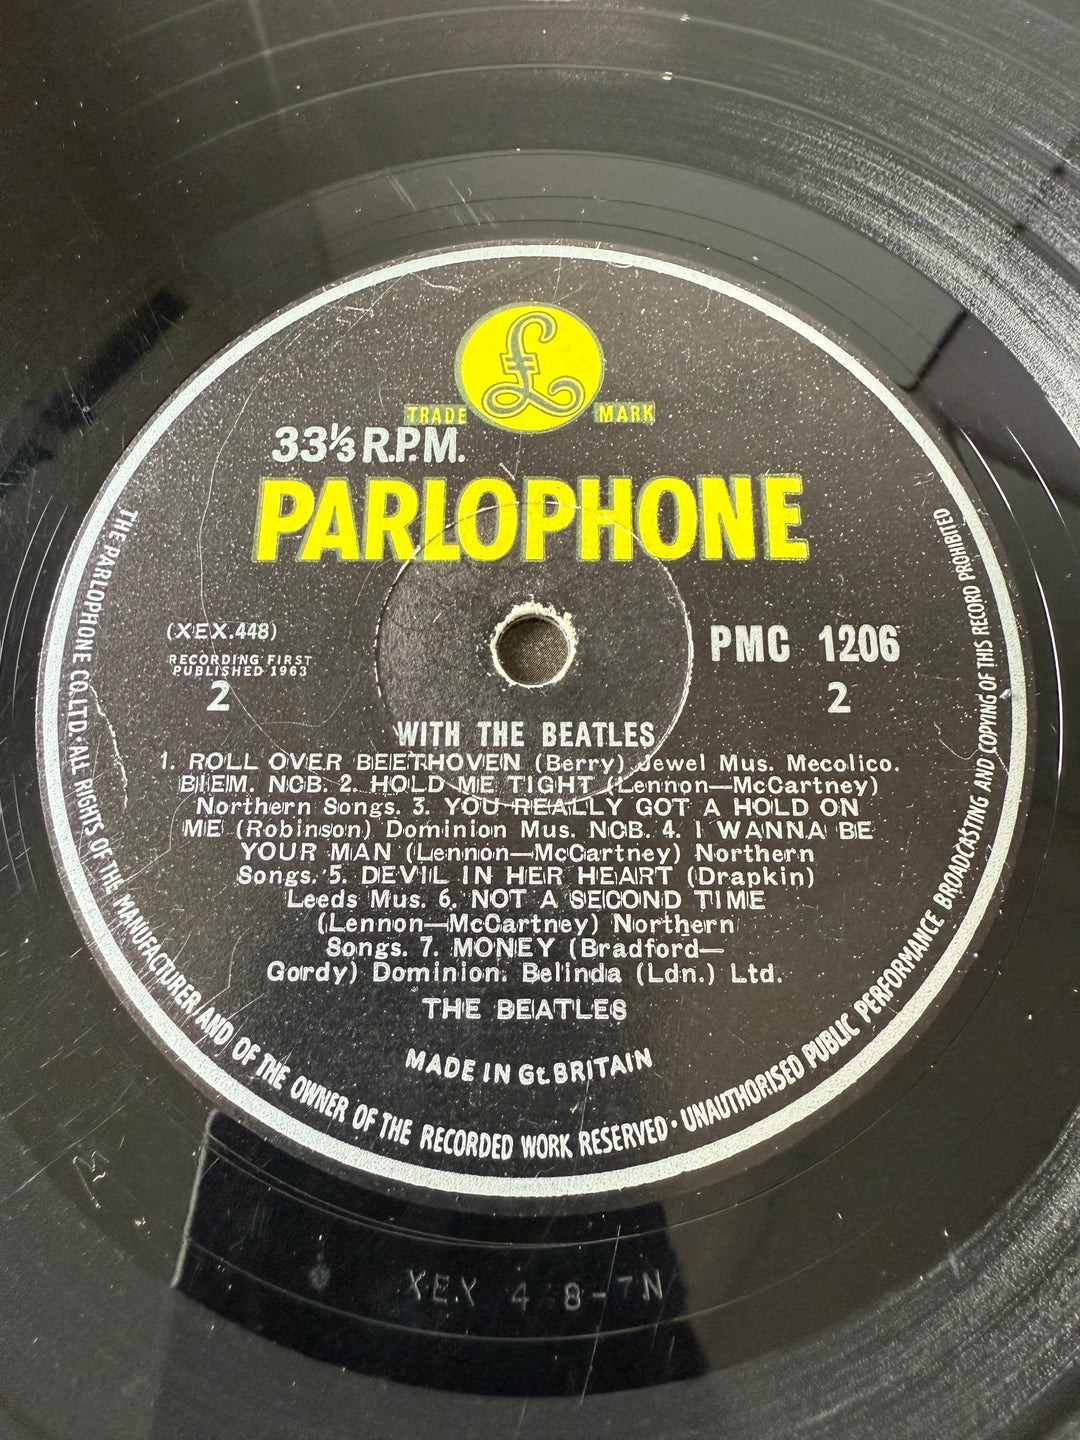 £
TRADE MARK
33⅓ R.P.M.
PARLOPHONE
(XEX.448)
PMC 1206
RECORDING FIRST
PUBLISHED 1963
2
2
WITH THE BEATLES
1. ROLL OVER BEETHOVEN (Berry) Jewel Mus. Mecolico.
BIEM. NCB. 2. HOLD ME TIGHT (Lennon—McCartney)
Northern Songs. 3. YOU REALLY GOT A HOLD ON
ME (Robinson) Dominion Mus. NCB. 4. I WANNA BE
YOUR MAN (Lennon—McCartney) Northern
Songs. 5. DEVIL IN HER HEART (Drapkin)
Leeds Mus. 6. NOT A SECOND TIME
(Lennon—McCartney) Northern
Songs. 7. MONEY (Bradford—
Gordy) Dominion. Belinda (Ldn.) Ltd.
THE BEATLES
MADE IN Gt. BRITAIN
THE PARLOPHONE CO. LTD. · ALL RIGHTS OF THE MANUFACTURER AND OF THE OWNER OF THE RECORDED WORK RESERVED · UNAUTHORISED PUBLIC PERFORMANCE BROADCASTING AND COPYING OF THIS RECORD PROHIBITED
M
XEX 4 8-7N